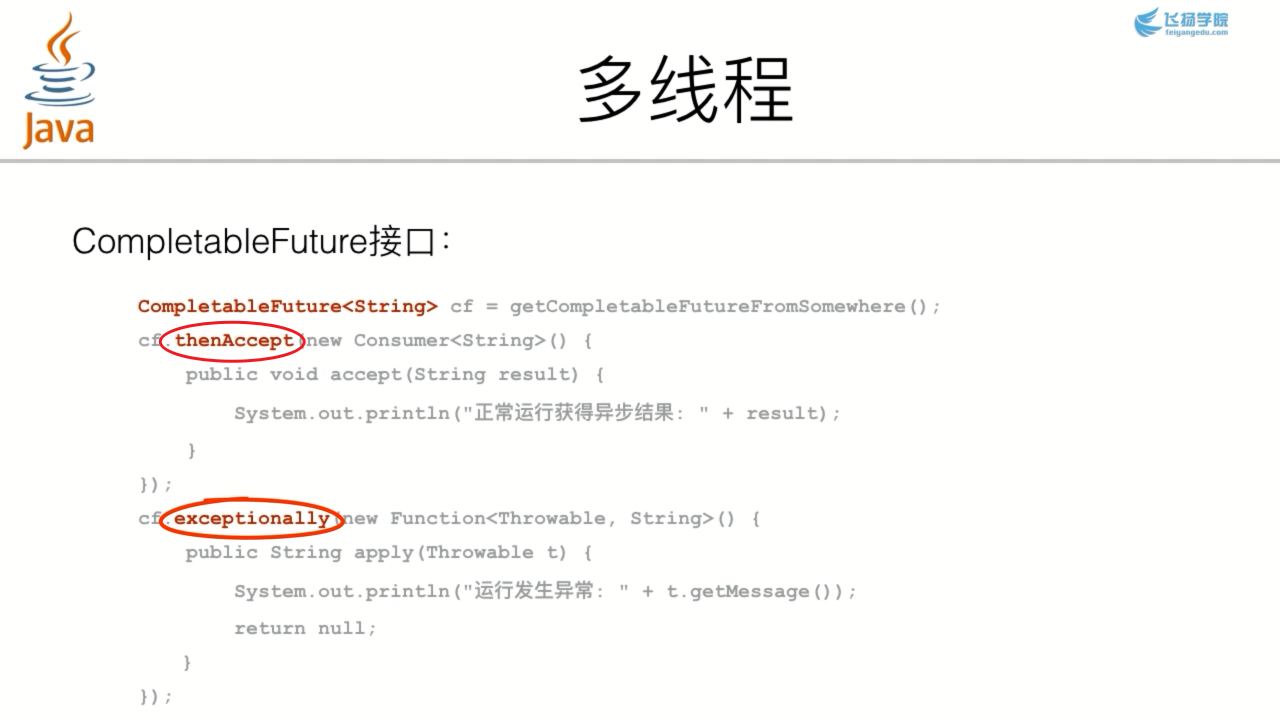 Java
飞扬学院
feiyangedu.com
多线程
CompletableFuture接口：
CompletableFuture<String> cf = getCompletableFutureFromSomewhere();
cf.thenAccept(new Consumer<String>() {
    public void accept(String result) {
        System.out.println("正常运行获得异步结果: " + result);
    }
});
cf.exceptionally(new Function<Throwable, String>() {
    public String apply(Throwable t) {
        System.out.println("运行发生异常: " + t.getMessage());
        return null;
    }
});